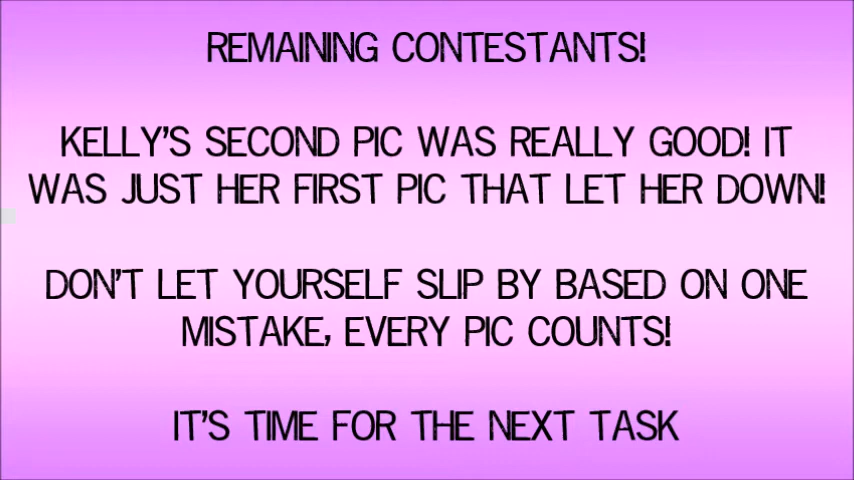 REMAINING CONTESTANTS!
KELLY'S SECOND PIC WAS REALLY GOOD! IT
WAS JUST HER FIRST PIC THAT LET HER DOWN!
DON'T LET YOURSELF SLIP BY BASED ON ONE
MISTAKE, EVERY PIC COUNTS!
IT'S TIME FOR THE NEXT TASK